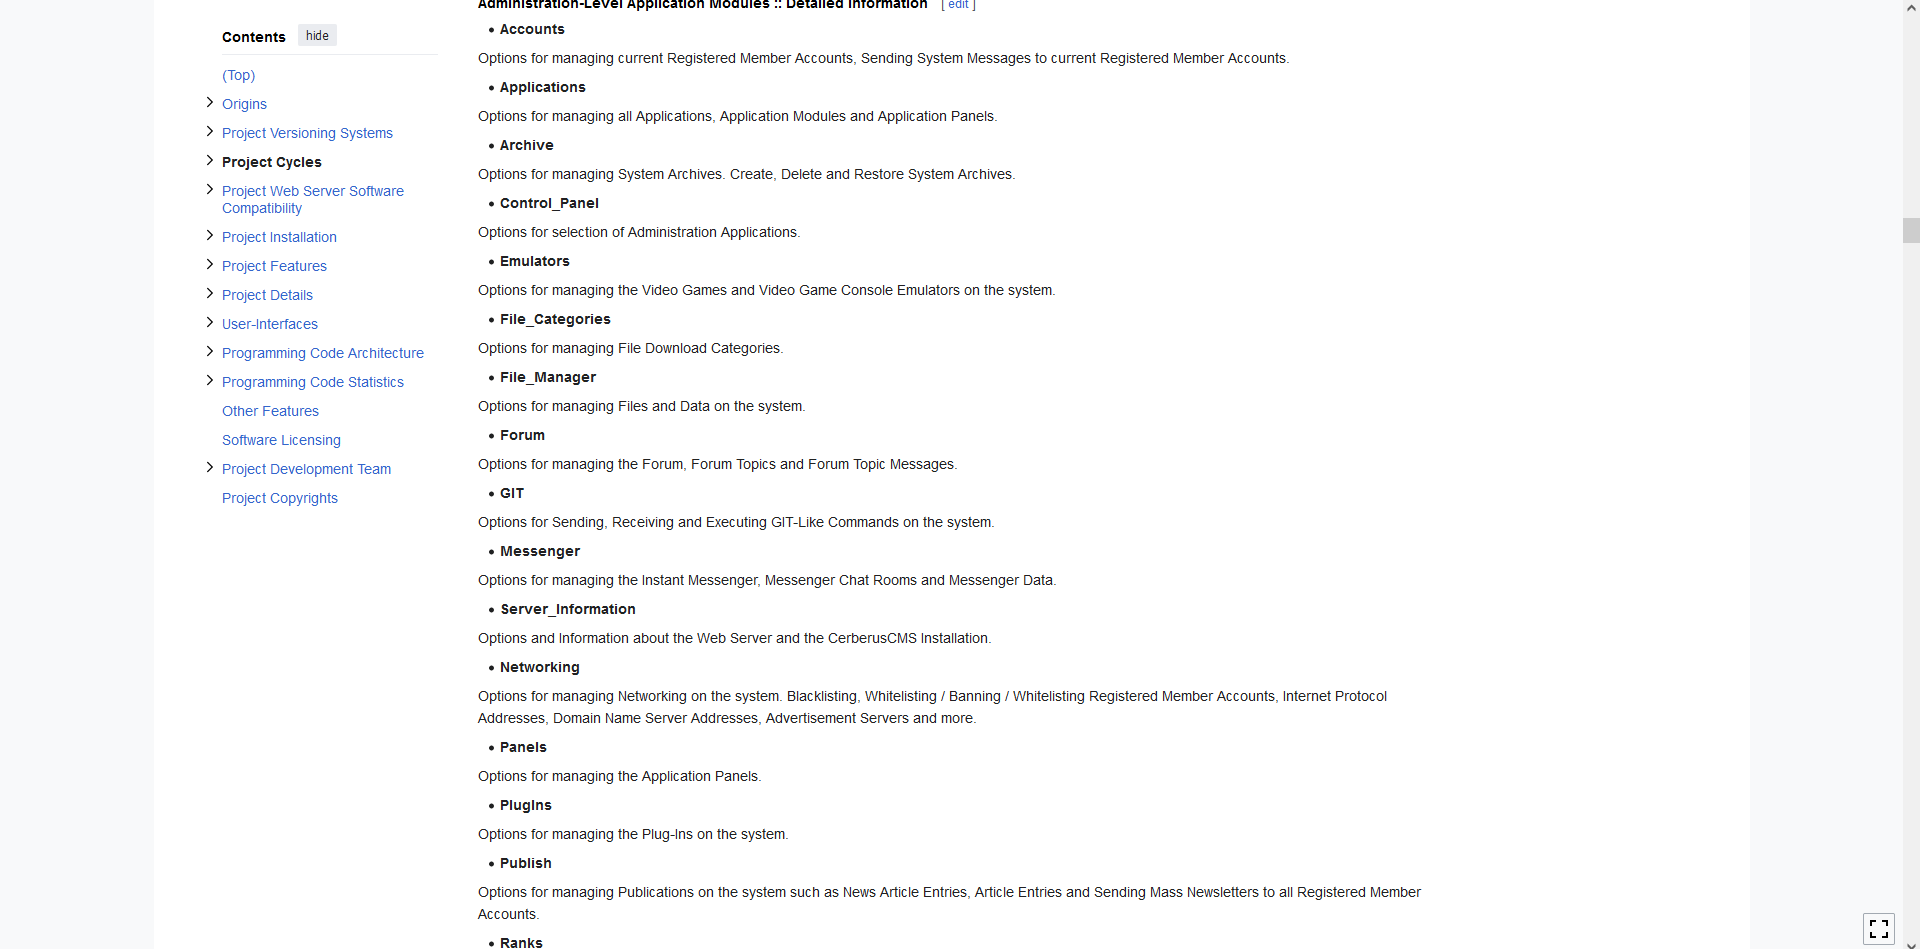 Contents hide
(Top)
Origins
Project Versioning Systems
Project Cycles
Project Web Server Software
Compatibility
Project Installation
Project Features
Project Details
User-Interfaces
Programming Code Architecture
Programming Code Statistics
Other Features
Software Licensing
Project Development Team
Project Copyrights
Administration-Level Application Modules :: Detailed Information [ edit ]
• Accounts
Options for managing current Registered Member Accounts, Sending System Messages to current Registered Member Accounts.
• Applications
Options for managing all Applications, Application Modules and Application Panels.
• Archive
Options for managing System Archives. Create, Delete and Restore System Archives.
• Control_Panel
Options for selection of Administration Applications.
• Emulators
Options for managing the Video Games and Video Game Console Emulators on the system.
• File_Categories
Options for managing File Download Categories.
• File_Manager
Options for managing Files and Data on the system.
• Forum
Options for managing the Forum, Forum Topics and Forum Topic Messages.
• GIT
Options for Sending, Receiving and Executing GIT-Like Commands on the system.
• Messenger
Options for managing the Instant Messenger, Messenger Chat Rooms and Messenger Data.
• Server_Information
Options and Information about the Web Server and the CerberusCMS Installation.
• Networking
Options for managing Networking on the system. Blacklisting, Whitelisting / Banning / Whitelisting Registered Member Accounts, Internet Protocol
Addresses, Domain Name Server Addresses, Advertisement Servers and more.
• Panels
Options for managing the Application Panels.
• PlugIns
Options for managing the Plug-Ins on the system.
• Publish
Options for managing Publications on the system such as News Article Entries, Article Entries and Sending Mass Newsletters to all Registered Member
Accounts.
• Ranks